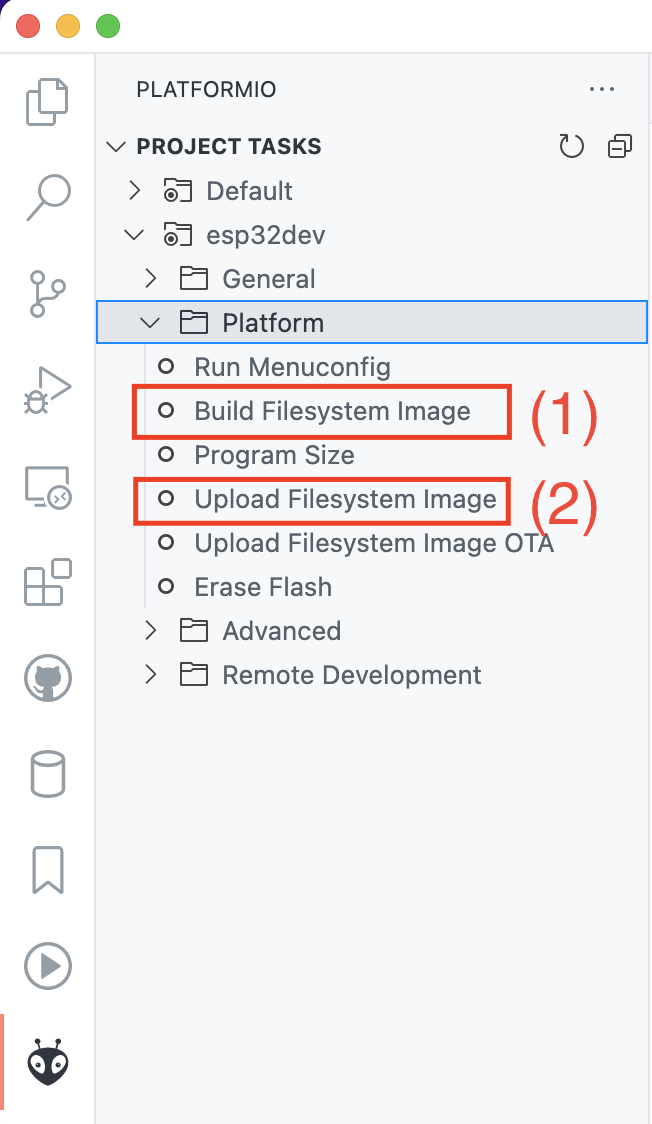 PLATFORMIO
PROJECT TASKS
Default
esp32dev
General
Platform
Run Menuconfig
Build Filesystem Image (1)
Program Size
Upload Filesystem Image (2)
Upload Filesystem Image OTA
Erase Flash
Advanced
Remote Development